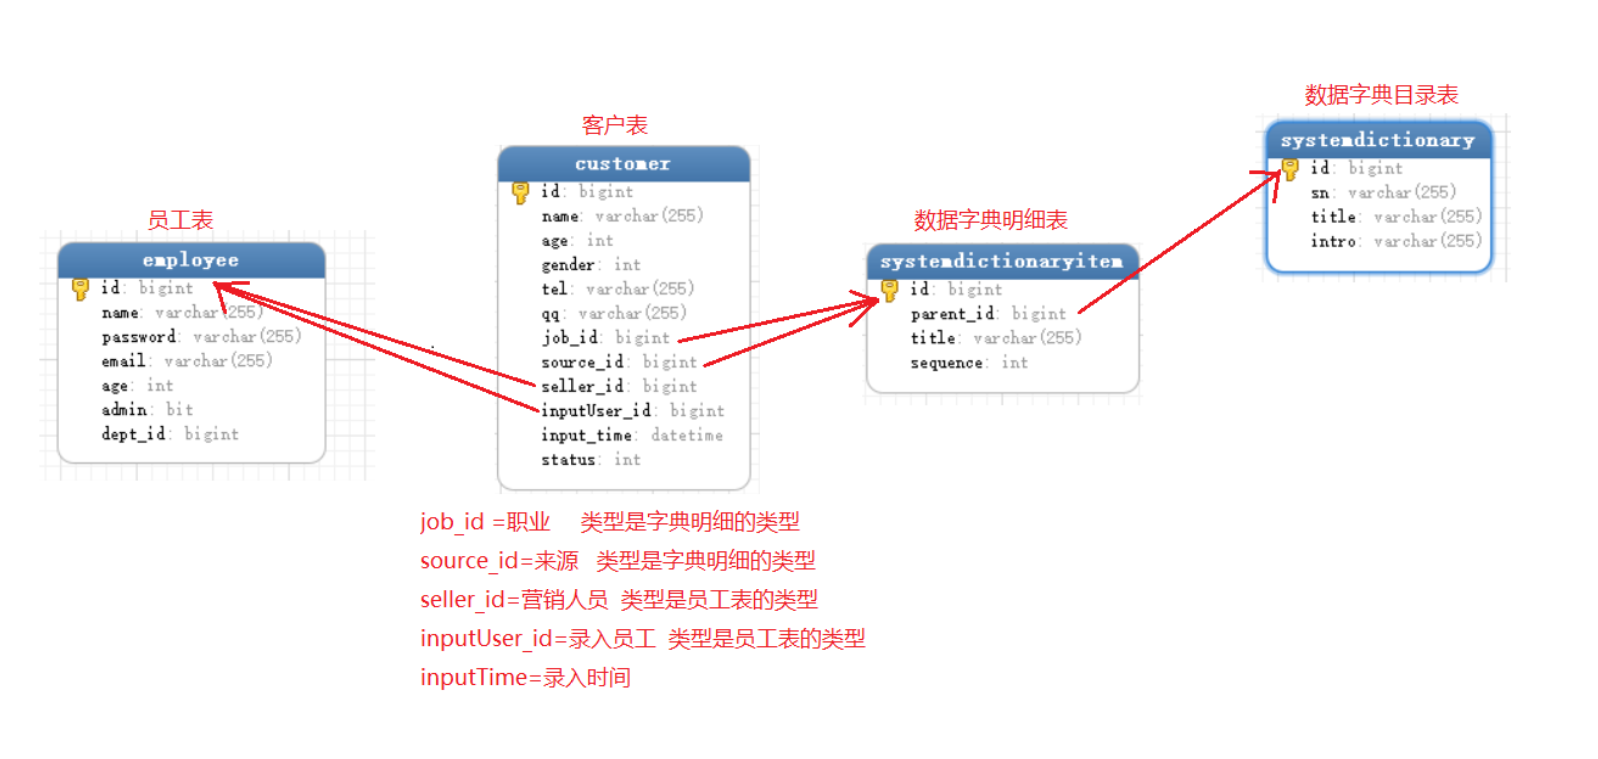 员工表
employee
id: bigint
name: varchar(255)
password: varchar(255)
email: varchar(255)
age: int
admin: bit
dept_id: bigint
客户表
customer
id: bigint
name: varchar(255)
age: int
gender: int
tel: varchar(255)
qq: varchar(255)
job_id: bigint
source_id: bigint
seller_id: bigint
inputUser_id: bigint
input_time: datetime
status: int
数据字典明细表
systemdictionaryitem
id: bigint
parent_id: bigint
title: varchar(255)
sequence: int
数据字典目录表
systemdictionary
id: bigint
sn: varchar(255)
title: varchar(255)
intro: varchar(255)
job_id =职业 类型是字典明细的类型
source_id=来源 类型是字典明细的类型
seller_id=营销人员 类型是员工表的类型
inputUser_id=录入员工 类型是员工表的类型
inputTime=录入时间